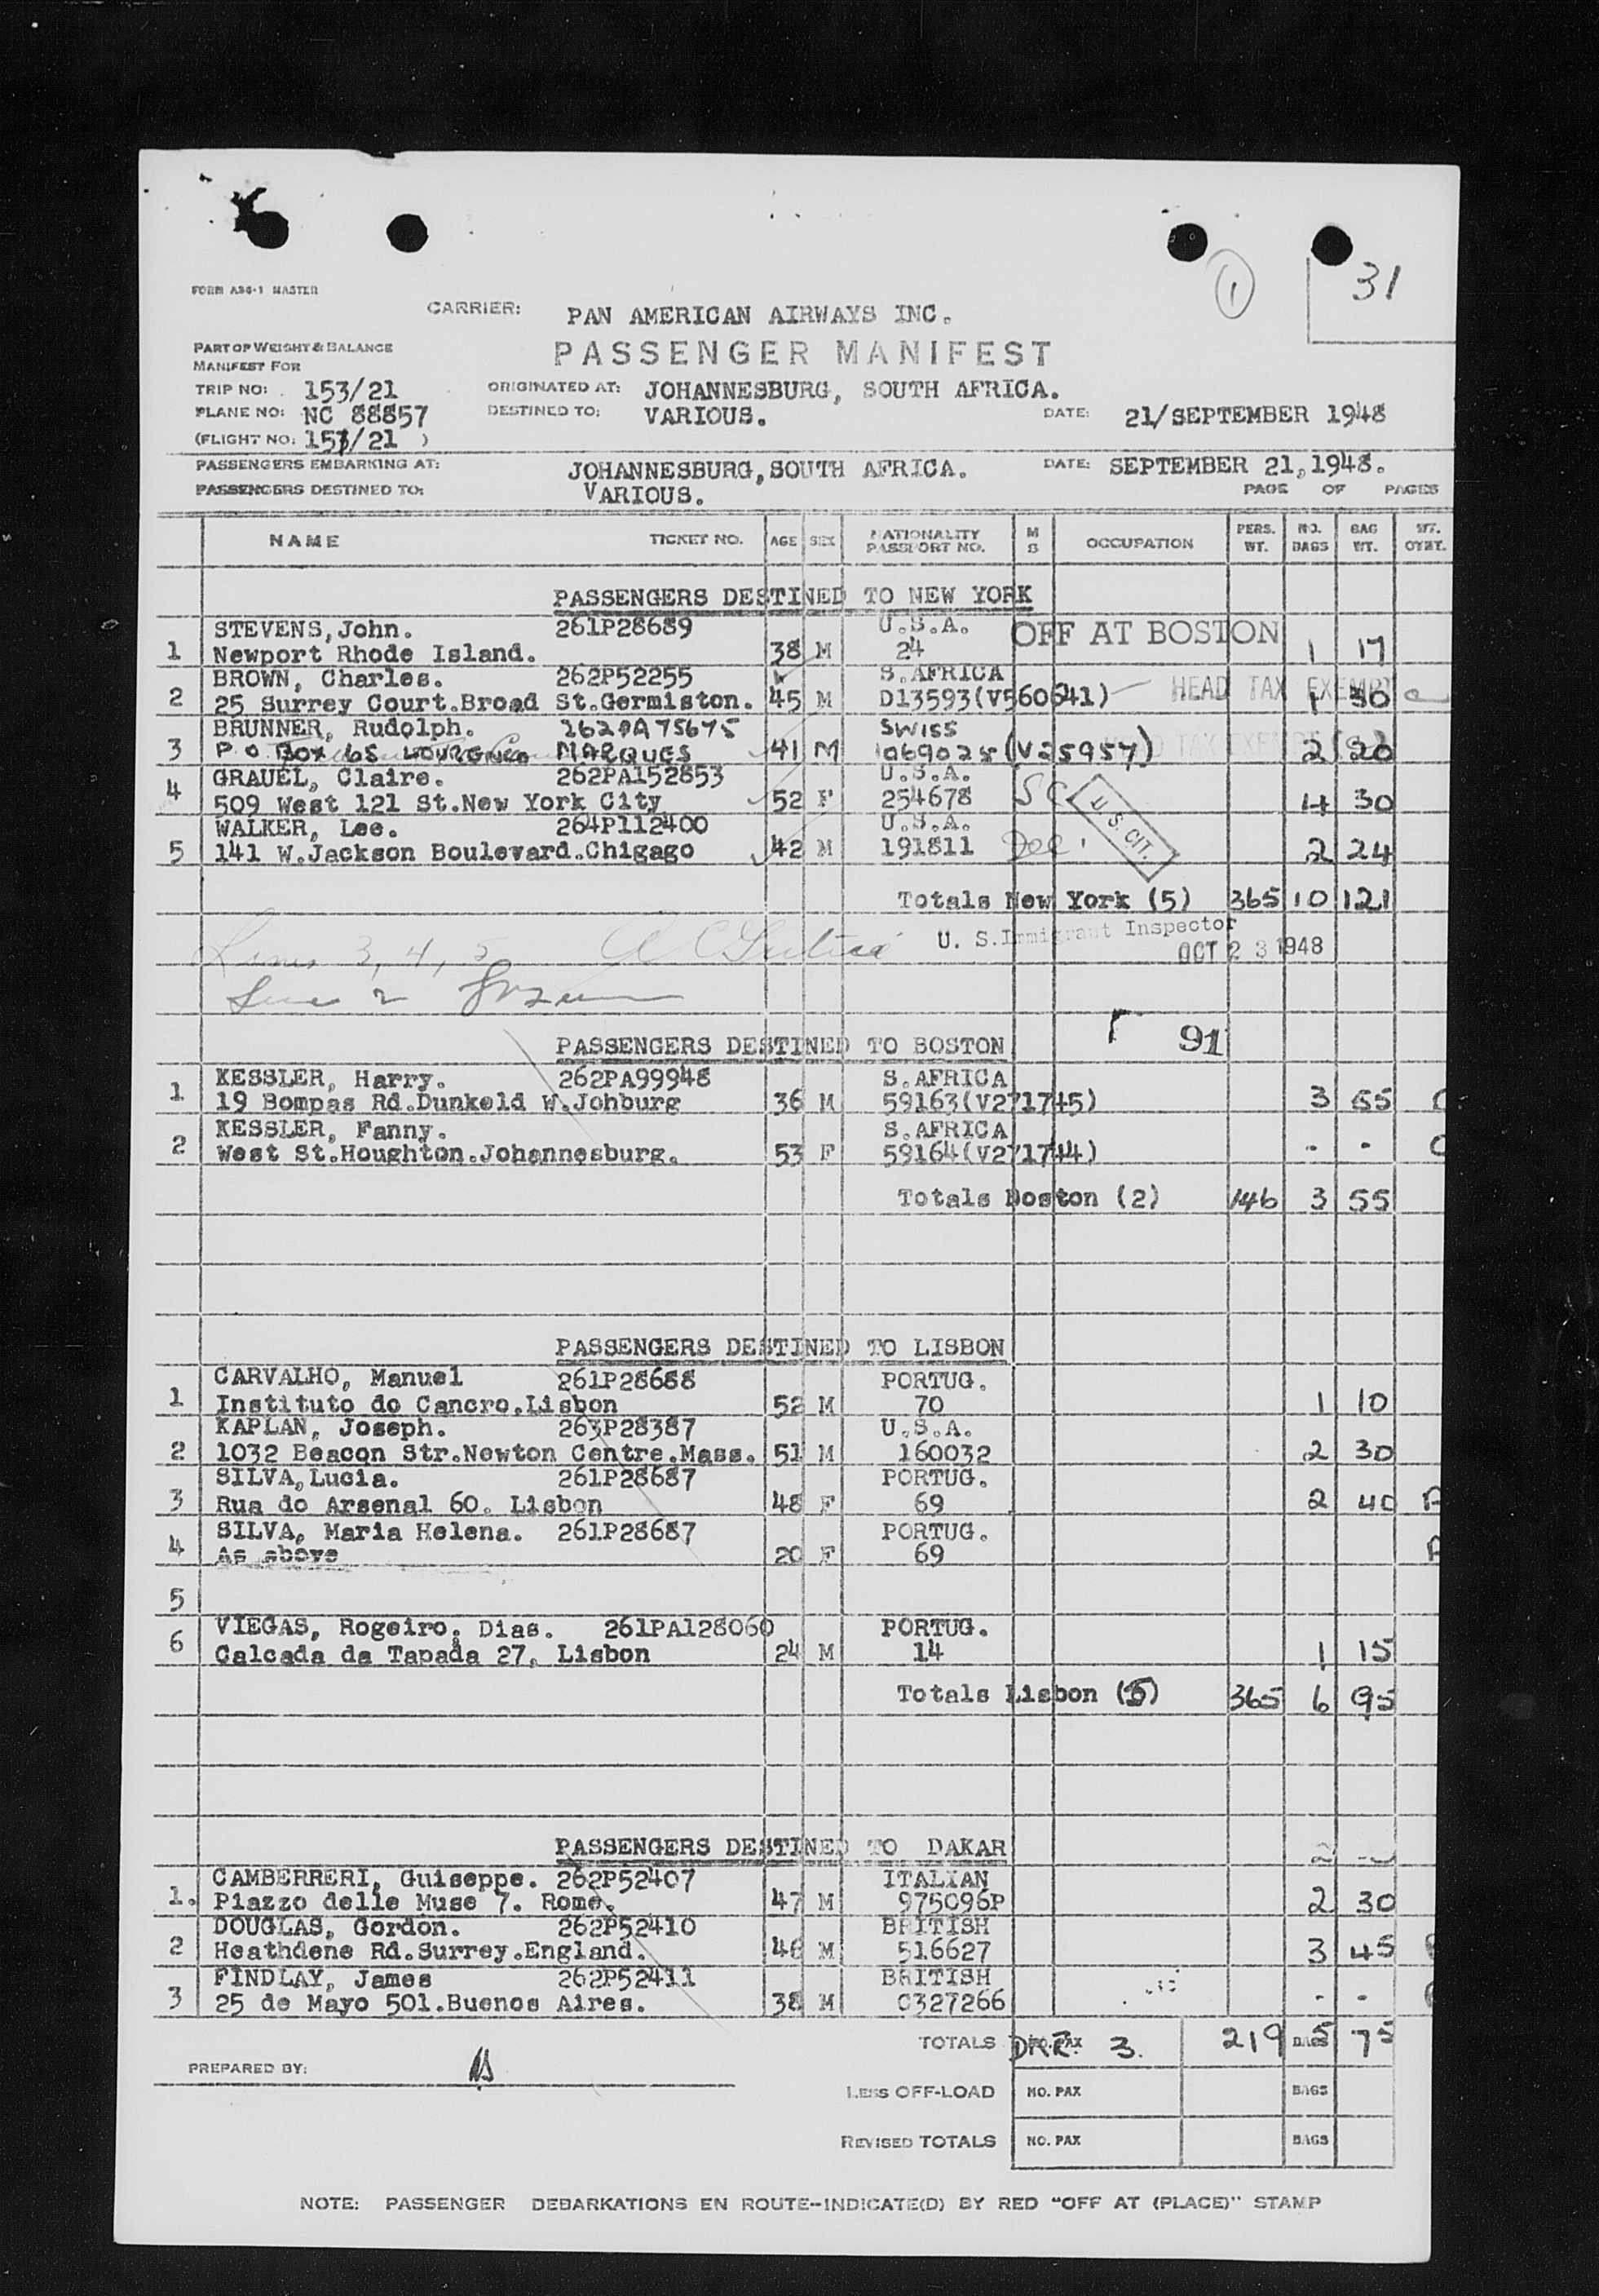 31
1
FORM ASG-1 MASTER
CARRIER: PAN AMERICAN AIRWAYS INC.
PART OF WEIGHT & BALANCE
MANIFEST FOR
PASSENGER MANIFEST
TRIP NO: 153/21 ORIGINATED AT: JOHANNESBURG, SOUTH AFRICA.
PLANE NO: NC 88857 DESTINED TO: VARIOUS. DATE: 21/SEPTEMBER 1948
(FLIGHT NO: 153/21 )
PASSENGERS EMBARKING AT: JOHANNESBURG,SOUTH AFRICA. DATE: SEPTEMBER 21,1948.
PASSENGERS DESTINED TO: VARIOUS. PAGE OF PAGES
NAME TICKET NO. AGE SEX NATIONALITY PASSPORT NO. M S OCCUPATION PERS. WT. NO. BAGS BAG WT.
PASSENGERS DESTINED TO NEW YORK
STEVENS,John. 261P28689 U.S.A. OFF AT BOSTON
1 Newport Rhode Island. 38 M 24 1 17
BROWN, Charles. 262P52255 S.AFRICA HEAD TAX EXEMPT
2 25 Surrey Court.Broad St.Germiston. 45 M D13593(V560641) 1 30
BRUNNER, Rudolph. SWISS
3 P O BOX 65 MARQUES 41 M 1069025 (V25957) HEAD TAX EXEMPT 2 20
GRAUEL, Claire. 262PA152853 U.S.A.
4 509 West 121 St.New York City 52 F 254678 4 30
WALKER, Lee. 264P112400 U.S.A. U. S. CIT.
5 141 W.Jackson Boulevard.Chigago 42 M 191811 2 24
Totals New York (5) 365 10 121
Lines 3, 4, 5 U. S. Immigrant Inspector
OCT 23 1948
Line 2
91
PASSENGERS DESTINED TO BOSTON
KESSLER, Harry. 262PA99948 S.AFRICA
1 19 Bompas Rd.Dunkeld W.Johburg 36 M 59163(V271745) 3 55
KESSLER, Fanny. S.AFRICA
2 West St.Houghton.Johannesburg. 53 F 59164(V271744) - -
Totals Boston (2) 146 3 55
PASSENGERS DESTINED TO LISBON
CARVALHO, Manuel 261P28688 PORTUG.
1 Instituto do Cancro.Lisbon 52 M 70 1 10
KAPLAN, Joseph. 263P28387 U.S.A.
2 1032 Beacon Str.Newton Centre.Mass. 51 M 160032 2 30
SILVA,Lucia. 261P28687 PORTUG.
3 Rua do Arsenal 60. Lisbon 48 F 69 2 40
SILVA, Maria Helena. 261P28687 PORTUG.
4 As above 20 F 69
5
VIEGAS, Rogeiro. Dias. 261PA128060 PORTUG.
6 Calcada da Tapada 27. Lisbon 24 M 14 1 15
Totals Lisbon (5) 365 6 95
PASSENGERS DESTINED TO DAKAR
CAMBERRERI, Guiseppe. 262P52407 ITALIAN
1. Piazzo delle Muse 7. Rome. 47 M 975096P 2 30
DOUGLAS, Gordon. 262P52410 BRITISH
2 Heathdene Rd.Surrey.England. 46 M 516627 3 45
FINDLAY, James 262P52411 BRITISH
3 25 de Mayo 501.Buenos Aires. 38 M C327266 - -
TOTALS NO. PAX DKR 3. 219 BAGS 5 75
PREPARED BY:
LESS OFF-LOAD NO. PAX BAGS
REVISED TOTALS NO. PAX BAGS
NOTE: PASSENGER DEBARKATIONS EN ROUTE--INDICATE(D) BY RED "OFF AT (PLACE)" STAMP